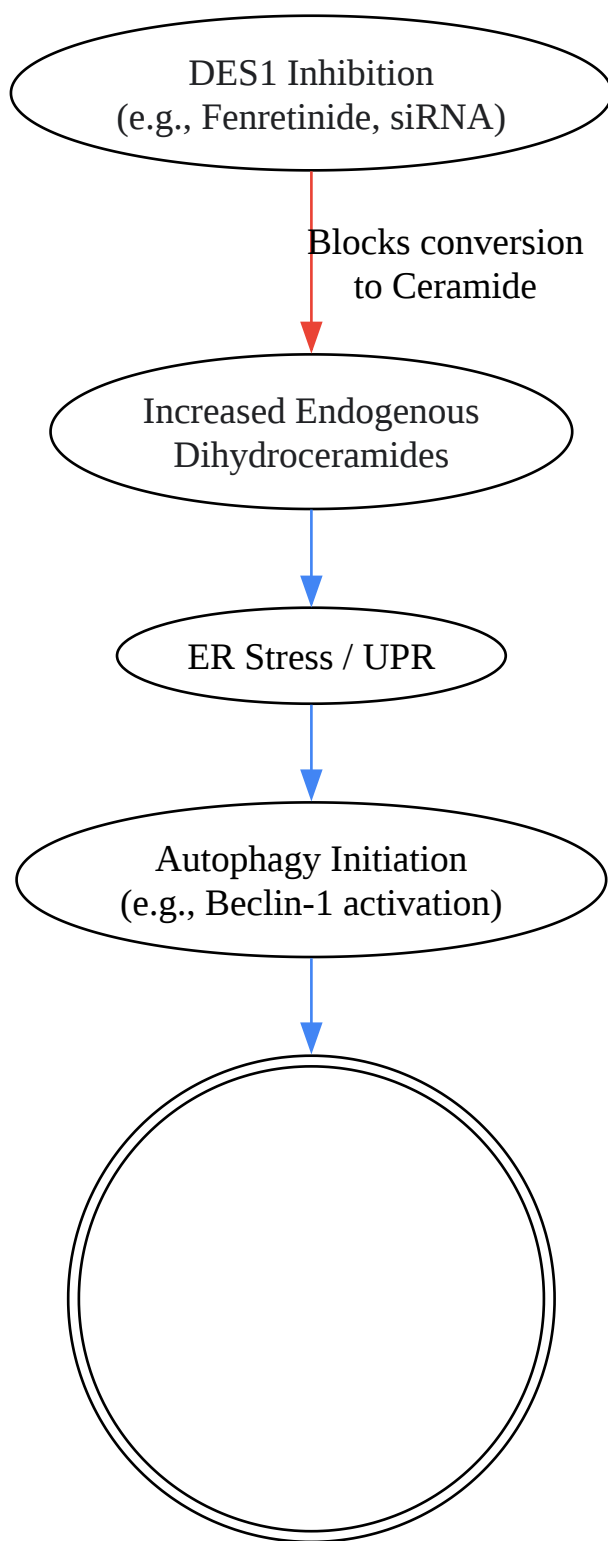 DES1 Inhibition
(e.g., Fenretinide, siRNA)
Blocks conversion
to Ceramide
Increased Endogenous
Dihydroceramides
ER Stress / UPR
Autophagy Initiation
(e.g., Beclin-1 activation)